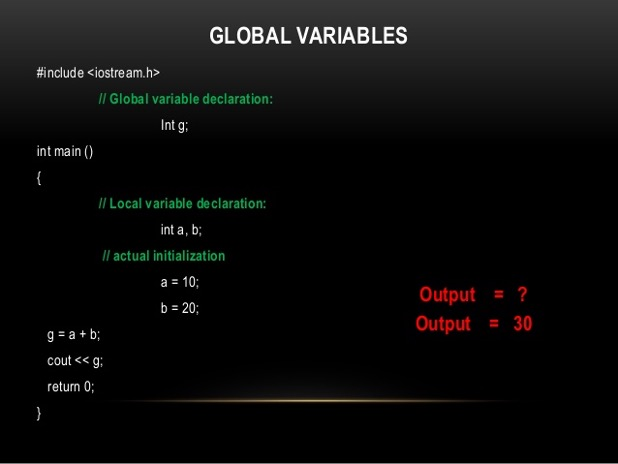 GLOBAL VARIABLES
#include <iostream.h>
// Global variable declaration:
Int g;
int main ()
{
// Local variable declaration:
int a, b;
// actual initialization
a = 10;
b = 20;
g = a + b;
cout << g;
return 0;
}
Output = ?
Output = 30